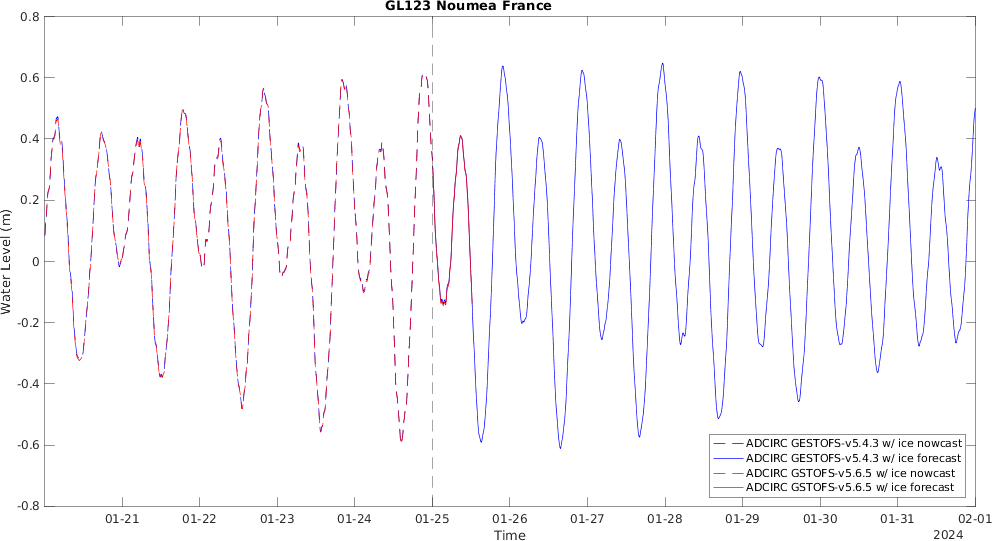 GL123 Noumea France
0.8
0.6
0.4
0.2
0
-0.2
-0.4
-0.6
-0.8
Water Level (m)
ADCIRC GESTOFS-v5.4.3 w/ ice nowcast
ADCIRC GESTOFS-v5.4.3 w/ ice forecast
ADCIRC GSTOFS-v5.6.5 w/ ice nowcast
ADCIRC GSTOFS-v5.6.5 w/ ice forecast
01-21 01-22 01-23 01-24 01-25 01-26 01-27 01-28 01-29 01-30 01-31 02-01
Time
2024